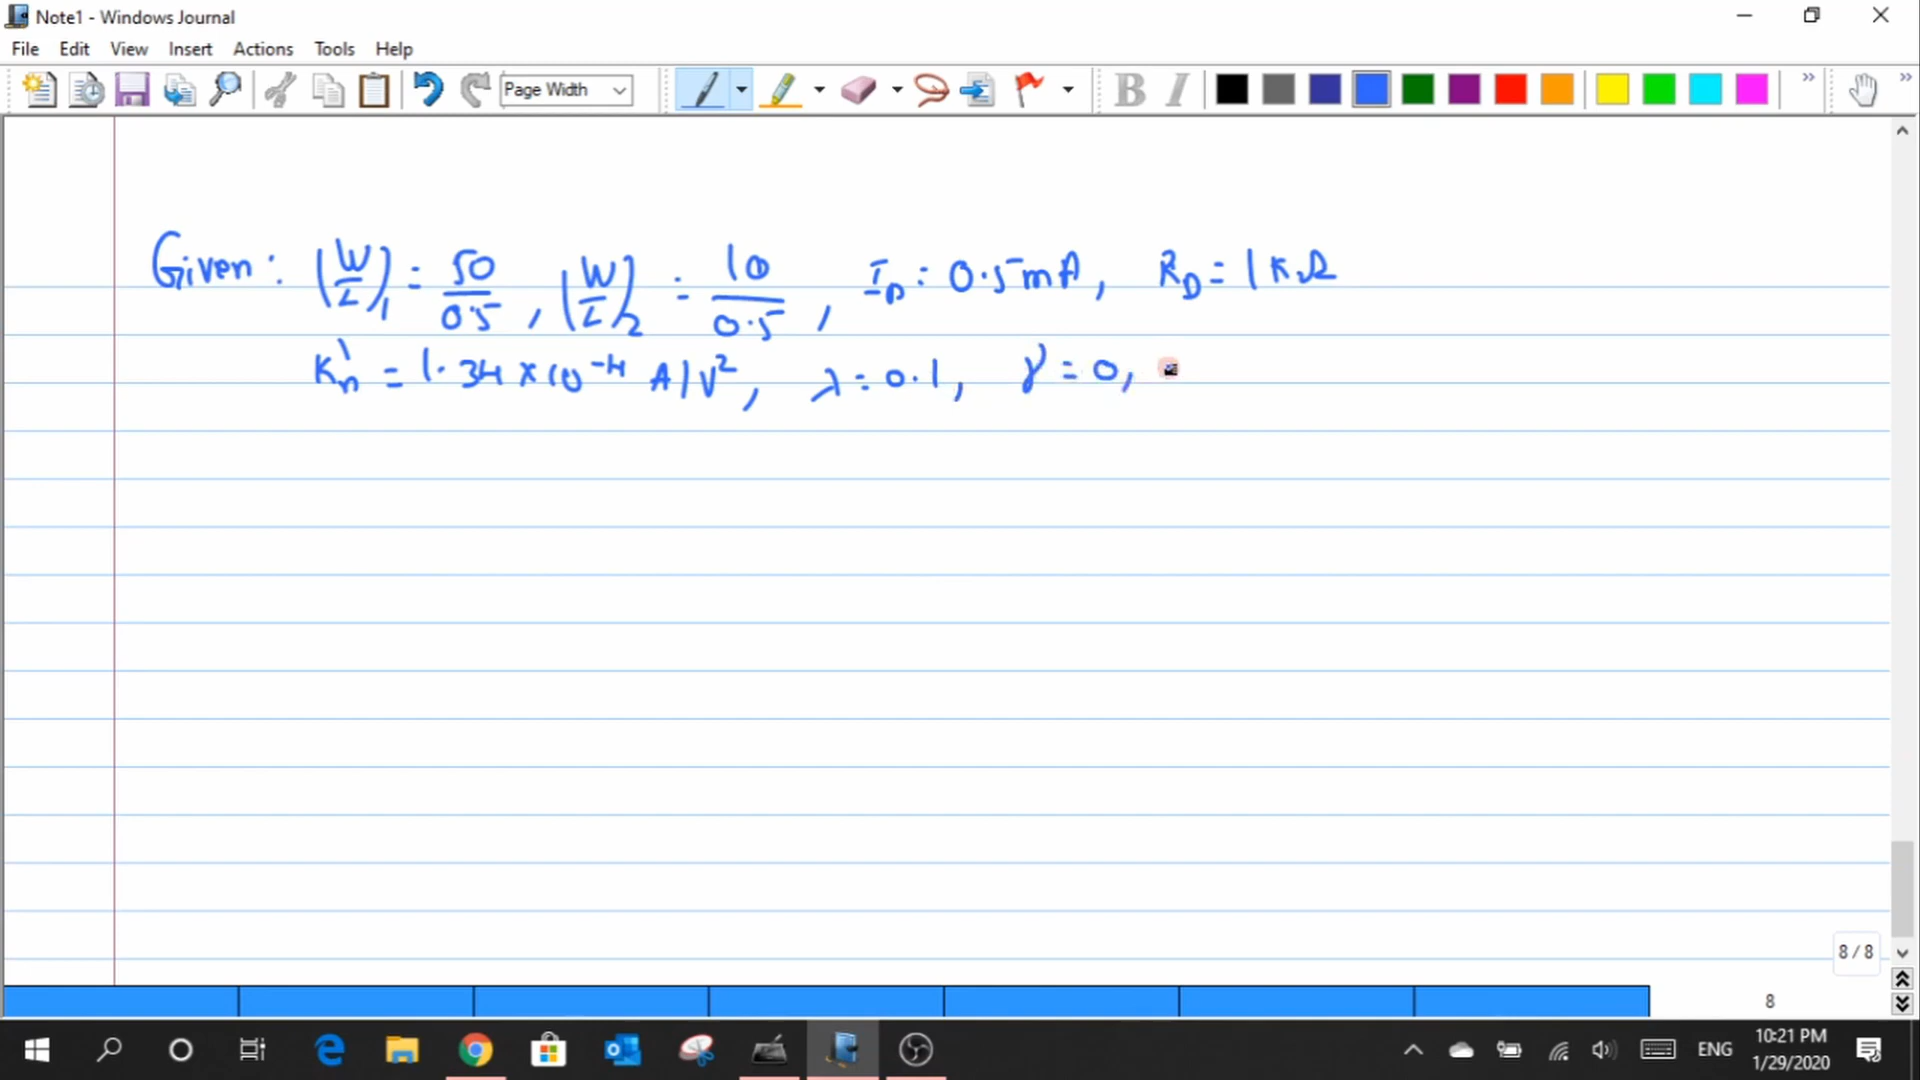 Note1 - Windows Journal
File Edit View Insert Actions Tools Help
Page Width
B I
Given: (W/L)1 = 50/0.5, (W/L)2 = 10/0.5, ID = 0.5mA, RD = 1KΩ
Kn' = 1.34 × 10^-4 A/V², λ = 0.1, γ = 0,
8 / 8
8
ENG
10:21 PM
1/29/2020